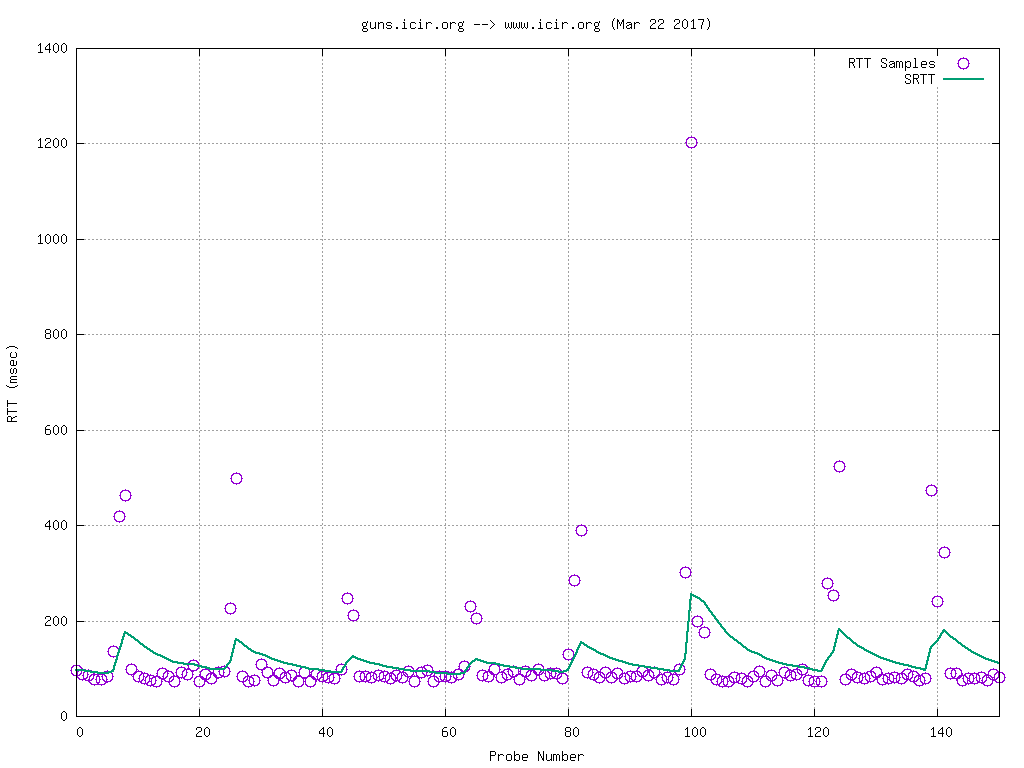 guns.icir.org --> www.icir.org (Mar 22 2017)
RTT Samples
SRTT
1400
1200
1000
800
600
400
200
0
RTT (msec)
0 20 40 60 80 100 120 140
Probe Number